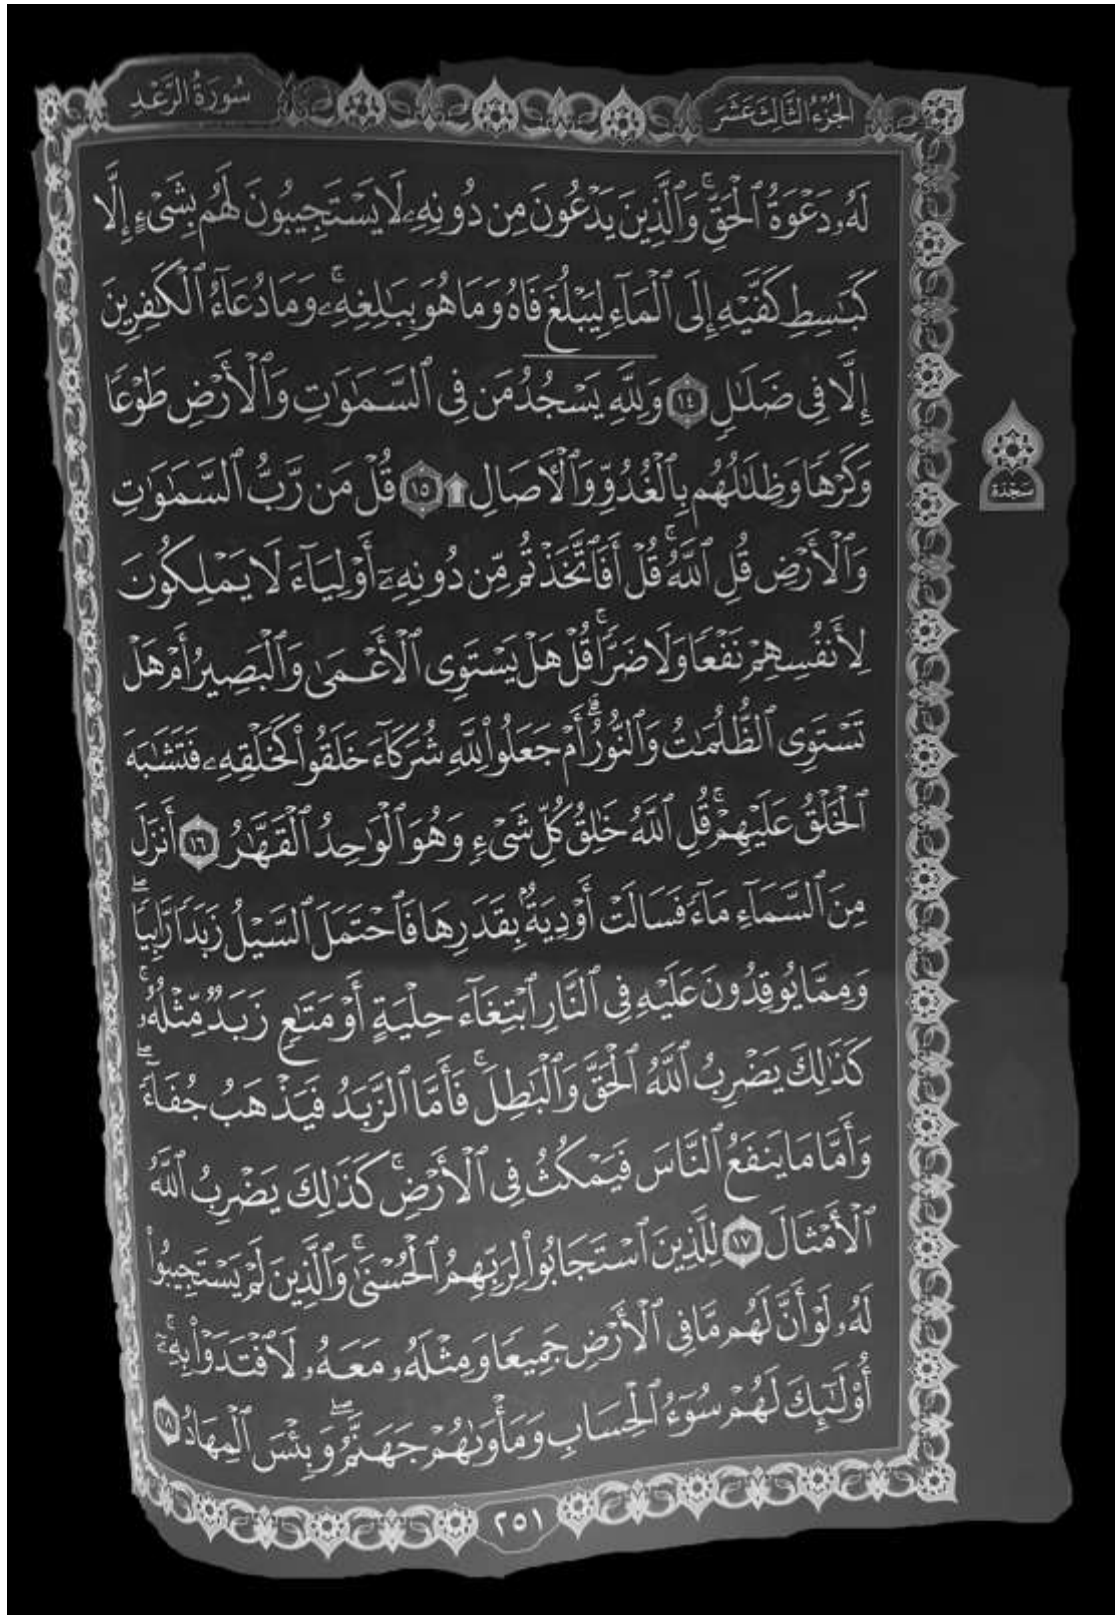 الجُزْءُ الثَّالِثَ عَشَرَ
سُورَةُ الرَّعْدِ
لَهُۥ دَعْوَةُ ٱلْحَقِّۚ وَٱلَّذِينَ يَدْعُونَ مِن دُونِهِۦ لَا يَسْتَجِيبُونَ لَهُم بِشَىْءٍ إِلَّا
كَبَٰسِطِ كَفَّيْهِ إِلَى ٱلْمَآءِ لِيَبْلُغَ فَاهُ وَمَا هُوَ بِبَٰلِغِهِۦۚ وَمَا دُعَآءُ ٱلْكَٰفِرِينَ
إِلَّا فِى ضَلَٰلٍ ١٤ وَلِلَّهِ يَسْجُدُ مَن فِى ٱلسَّمَٰوَٰتِ وَٱلْأَرْضِ طَوْعًا
وَكَرْهًا وَظِلَٰلُهُم بِٱلْغُدُوِّ وَٱلْأٓصَالِ ۩ ١٥ قُلْ مَن رَّبُّ ٱلسَّمَٰوَٰتِ
وَٱلْأَرْضِ قُلِ ٱللَّهُۚ قُلْ أَفَٱتَّخَذْتُم مِّن دُونِهِۦٓ أَوْلِيَآءَ لَا يَمْلِكُونَ
لِأَنفُسِهِمْ نَفْعًا وَلَا ضَرًّاۚ قُلْ هَلْ يَسْتَوِى ٱلْأَعْمَىٰ وَٱلْبَصِيرُ أَمْ هَلْ
تَسْتَوِى ٱلظُّلُمَٰتُ وَٱلنُّورُۗ أَمْ جَعَلُوا۟ لِلَّهِ شُرَكَآءَ خَلَقُوا۟ كَخَلْقِهِۦ فَتَشَٰبَهَ
ٱلْخَلْقُ عَلَيْهِمْۚ قُلِ ٱللَّهُ خَٰلِقُ كُلِّ شَىْءٍ وَهُوَ ٱلْوَٰحِدُ ٱلْقَهَّٰرُ ١٦ أَنزَلَ
مِنَ ٱلسَّمَآءِ مَآءً فَسَالَتْ أَوْدِيَةٌۢ بِقَدَرِهَا فَٱحْتَمَلَ ٱلسَّيْلُ زَبَدًا رَّابِيًاۖ
وَمِمَّا يُوقِدُونَ عَلَيْهِ فِى ٱلنَّارِ ٱبْتِغَآءَ حِلْيَةٍ أَوْ مَتَٰعٍ زَبَدٌ مِّثْلُهُۥۚ
كَذَٰلِكَ يَضْرِبُ ٱللَّهُ ٱلْحَقَّ وَٱلْبَٰطِلَۚ فَأَمَّا ٱلزَّبَدُ فَيَذْهَبُ جُفَآءًۖ
وَأَمَّا مَا يَنفَعُ ٱلنَّاسَ فَيَمْكُثُ فِى ٱلْأَرْضِۚ كَذَٰلِكَ يَضْرِبُ ٱللَّهُ
ٱلْأَمْثَالَ ١٧ لِلَّذِينَ ٱسْتَجَابُوا۟ لِرَبِّهِمُ ٱلْحُسْنَىٰۚ وَٱلَّذِينَ لَمْ يَسْتَجِيبُوا۟
لَهُۥ لَوْ أَنَّ لَهُم مَّا فِى ٱلْأَرْضِ جَمِيعًا وَمِثْلَهُۥ مَعَهُۥ لَٱفْتَدَوْا۟ بِهِۦٓۚ
أُو۟لَٰٓئِكَ لَهُمْ سُوٓءُ ٱلْحِسَابِ وَمَأْوَىٰهُمْ جَهَنَّمُۖ وَبِئْسَ ٱلْمِهَادُ ١٨
سَجْدَة
٢٥١